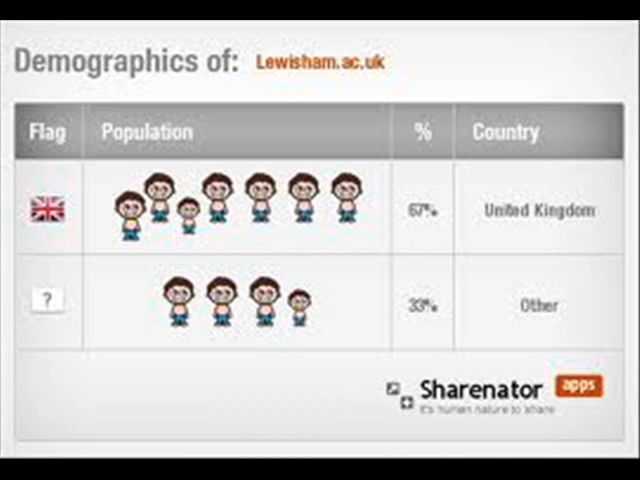 Demographics of: Lewisham.ac.uk
Flag Population % Country
67% United Kingdom
? 33% Other
Sharenator apps
It's human nature to share